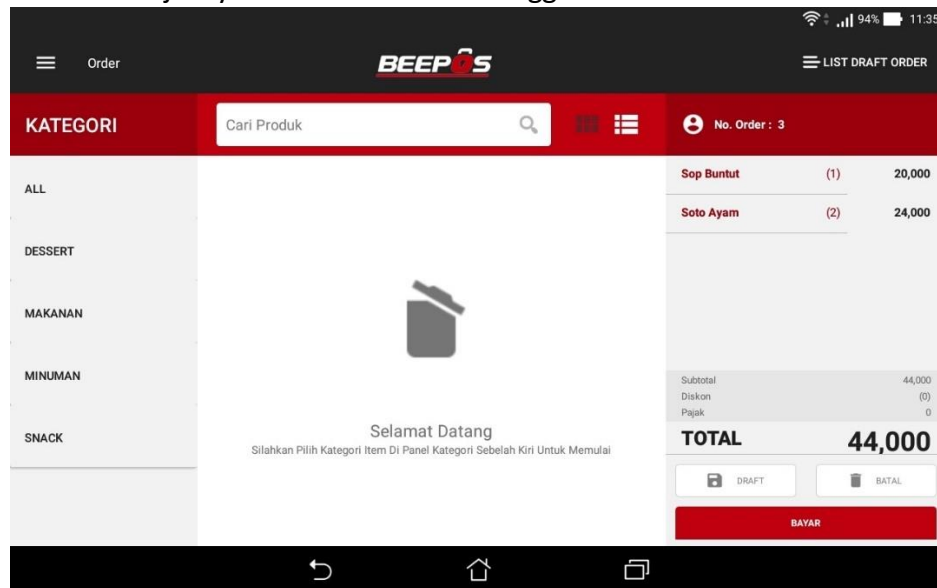 94% 11:35
Order
BEEPOS
LIST DRAFT ORDER
KATEGORI
Cari Produk
No. Order : 3
ALL
DESSERT
MAKANAN
MINUMAN
SNACK
Selamat Datang
Silahkan Pilih Kategori Item Di Panel Kategori Sebelah Kiri Untuk Memulai
Sop Buntut (1) 20,000
Soto Ayam (2) 24,000
Subtotal 44,000
Diskon (0)
Pajak 0
TOTAL 44,000
DRAFT BATAL
BAYAR